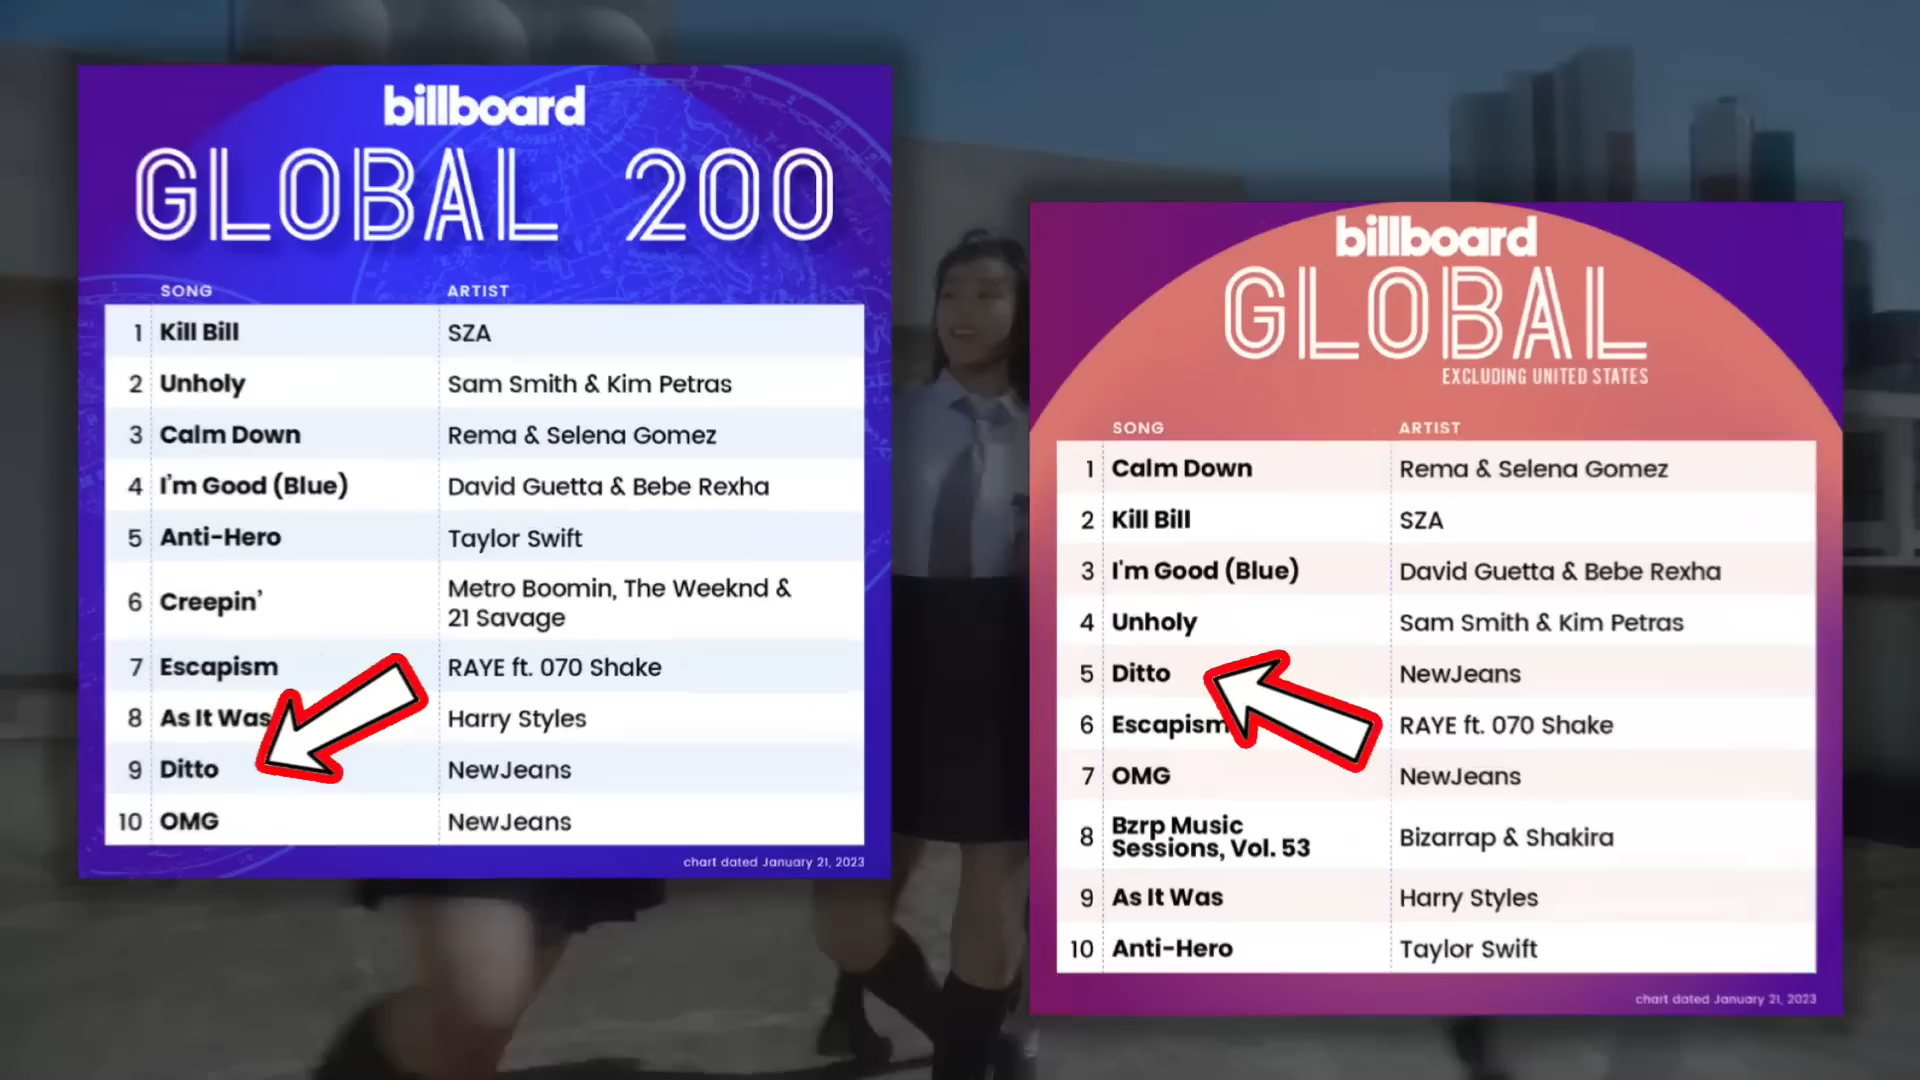 billboard
GLOBAL 200
SONG ARTIST
1 Kill Bill SZA
2 Unholy Sam Smith & Kim Petras
3 Calm Down Rema & Selena Gomez
4 I'm Good (Blue) David Guetta & Bebe Rexha
5 Anti-Hero Taylor Swift
6 Creepin' Metro Boomin, The Weeknd &
21 Savage
7 Escapism RAYE ft. 070 Shake
8 As It Was Harry Styles
9 Ditto NewJeans
10 OMG NewJeans
chart dated January 21, 2023
billboard
GLOBAL
EXCLUDING UNITED STATES
SONG ARTIST
1 Calm Down Rema & Selena Gomez
2 Kill Bill SZA
3 I'm Good (Blue) David Guetta & Bebe Rexha
4 Unholy Sam Smith & Kim Petras
5 Ditto NewJeans
6 Escapism RAYE ft. 070 Shake
7 OMG NewJeans
8 Bzrp Music
Sessions, Vol. 53 Bizarrap & Shakira
9 As It Was Harry Styles
10 Anti-Hero Taylor Swift
chart dated January 21, 2023